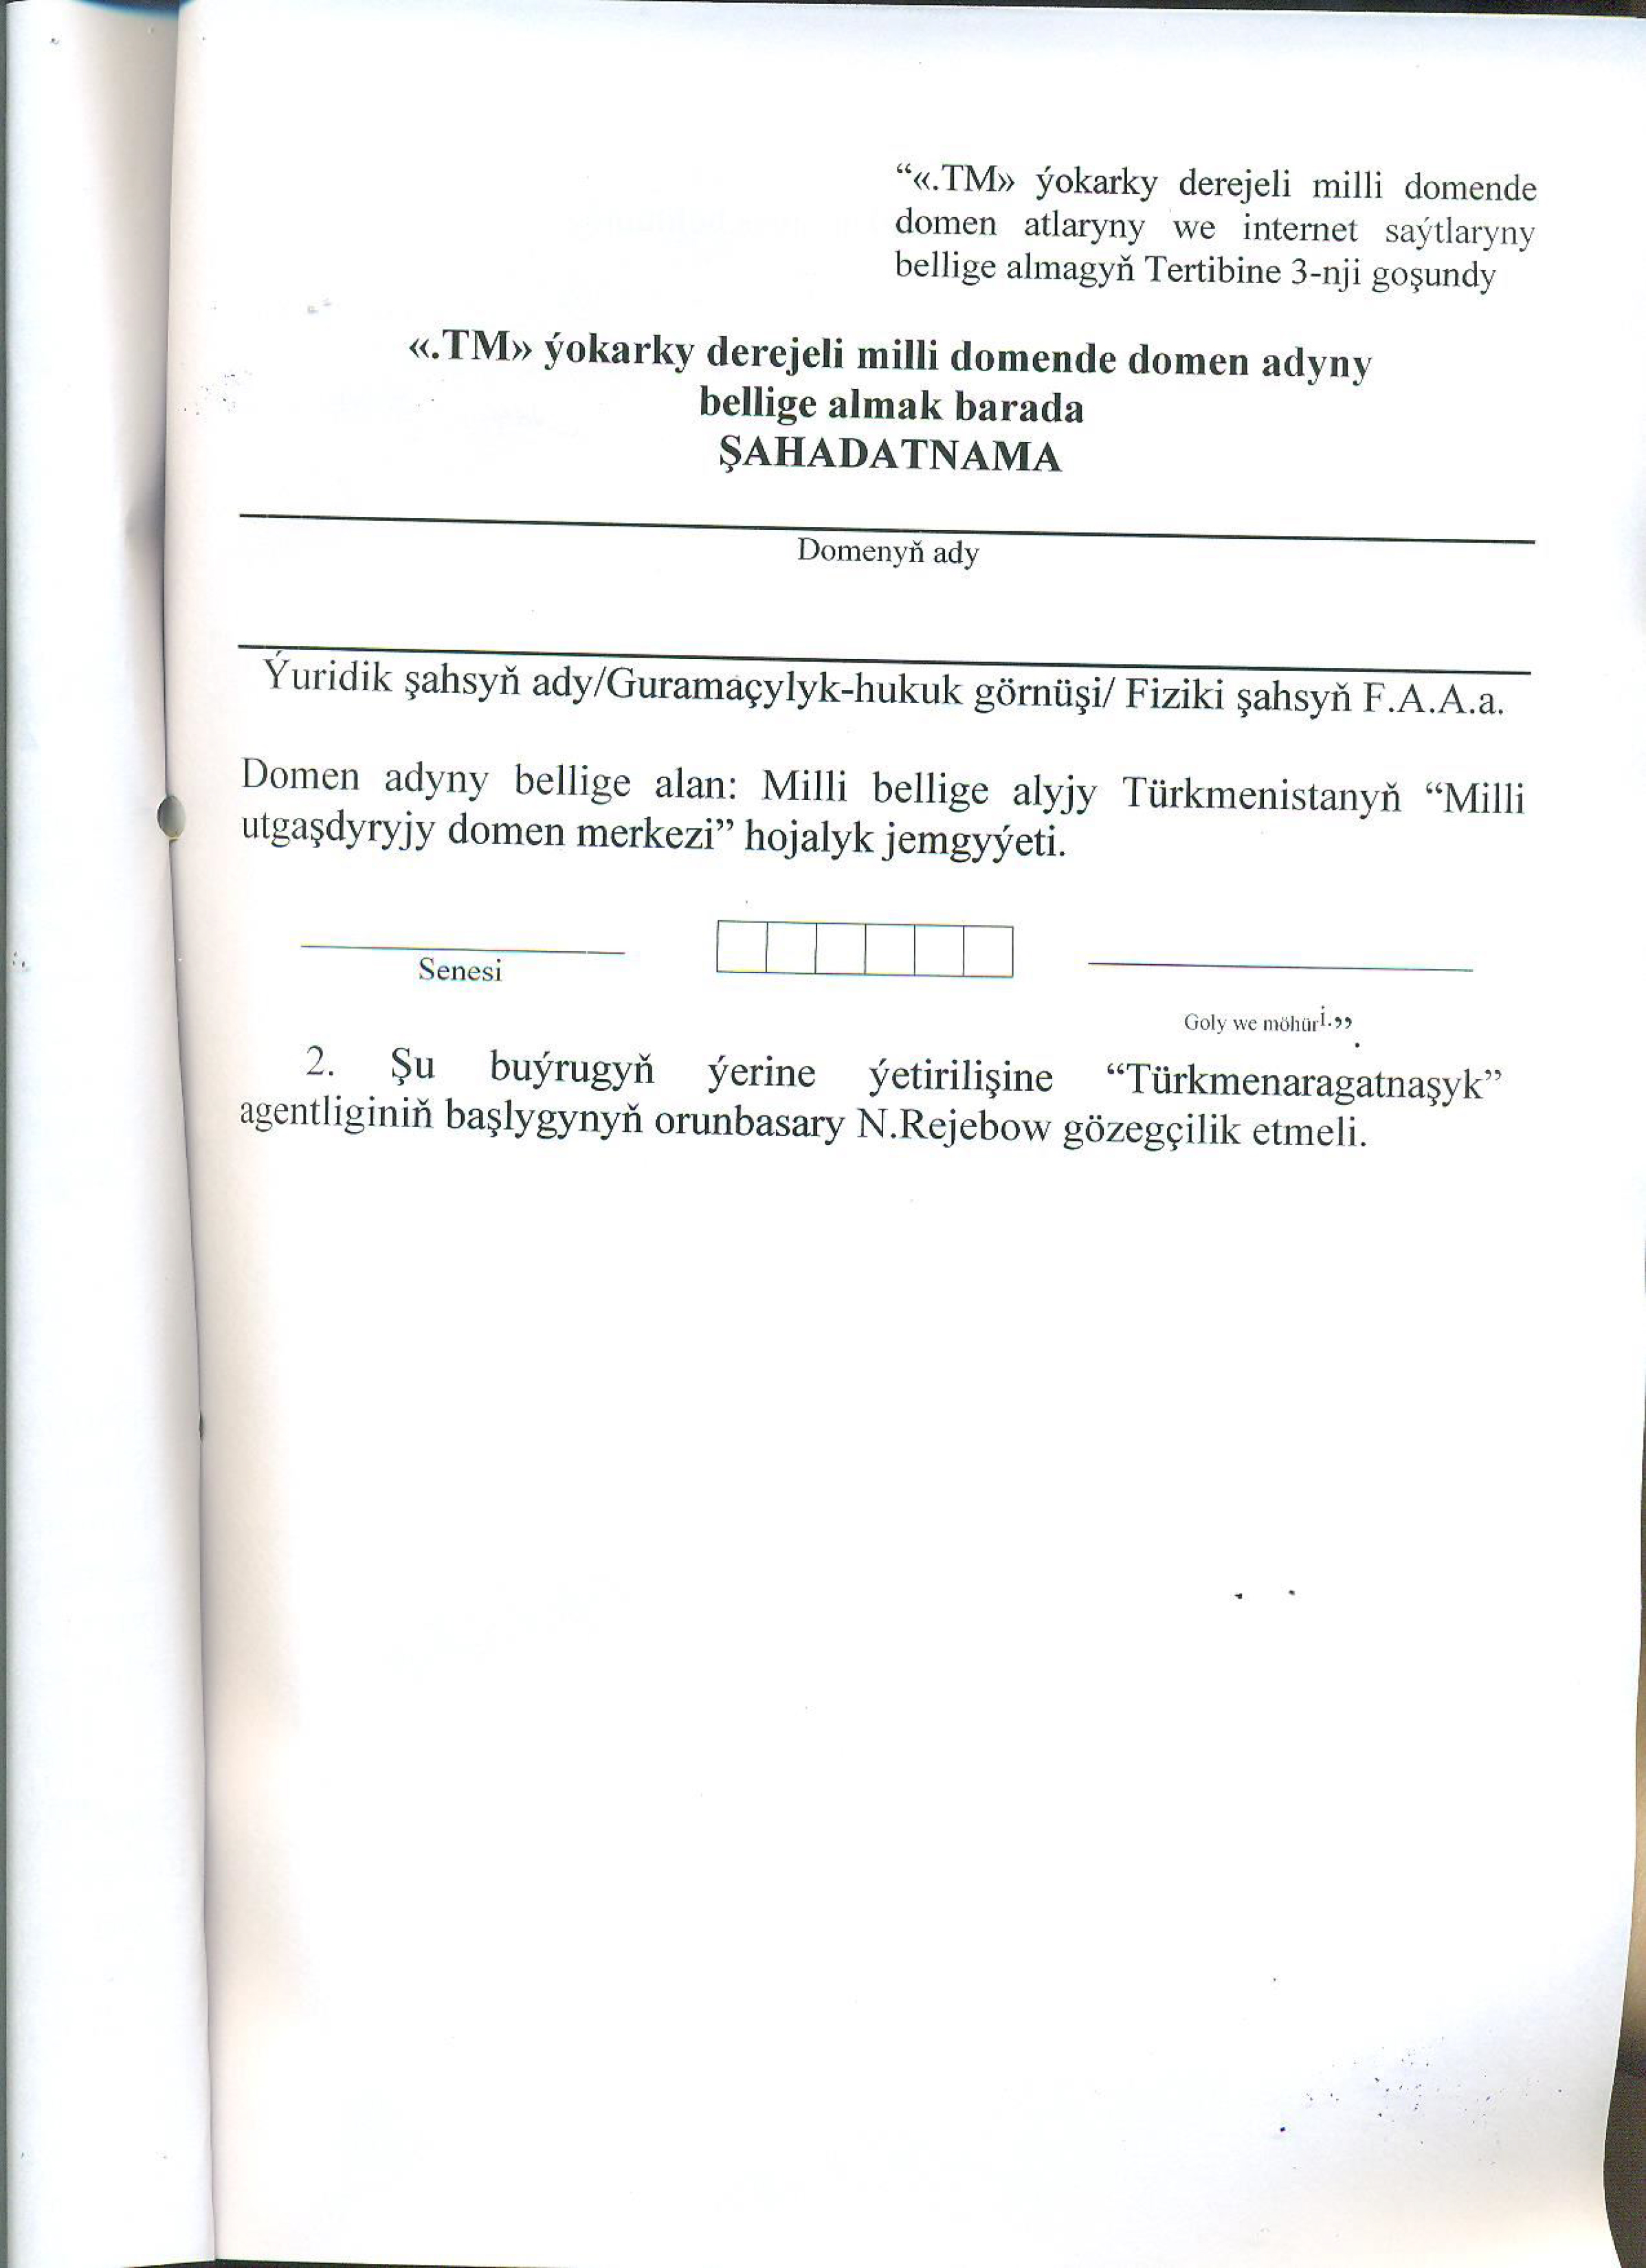 “«.TM» ýokarky derejeli milli domende
domen atlaryny we internet saýtlaryny
bellige almagyň Tertibine 3-nji goşundy
«.TM» ýokarky derejeli milli domende domen adyny
bellige almak barada
ŞAHADATNAMA
Domenyň ady
Ýuridik şahsyň ady/Guramaçylyk-hukuk görnüşi/ Fiziki şahsyň F.A.A.a.
Domen adyny bellige alan: Milli bellige alyjy Türkmenistanyň “Milli
utgaşdyryjy domen merkezi” hojalyk jemgyýeti.
Senesi
Goly we möhüri.”
2. Şu buýrugyň ýerine ýetirilişine “Türkmenaragatnaşyk”
agentliginiň başlygynyň orunbasary N.Rejebow gözegçilik etmeli.